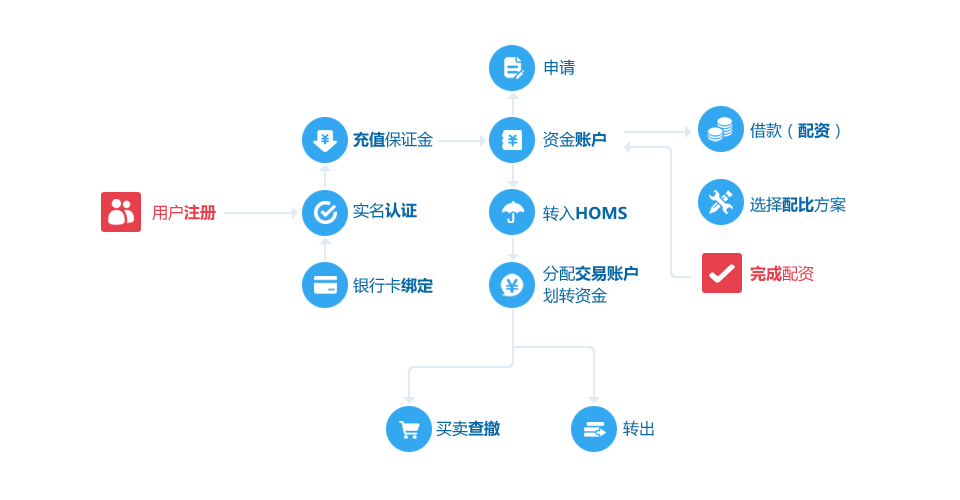 申请
充值保证金
资金账户
借款（配资）
用户注册
实名认证
转入HOMS
选择配比方案
银行卡绑定
分配交易账户
划转资金
完成配资
买卖查撤
转出